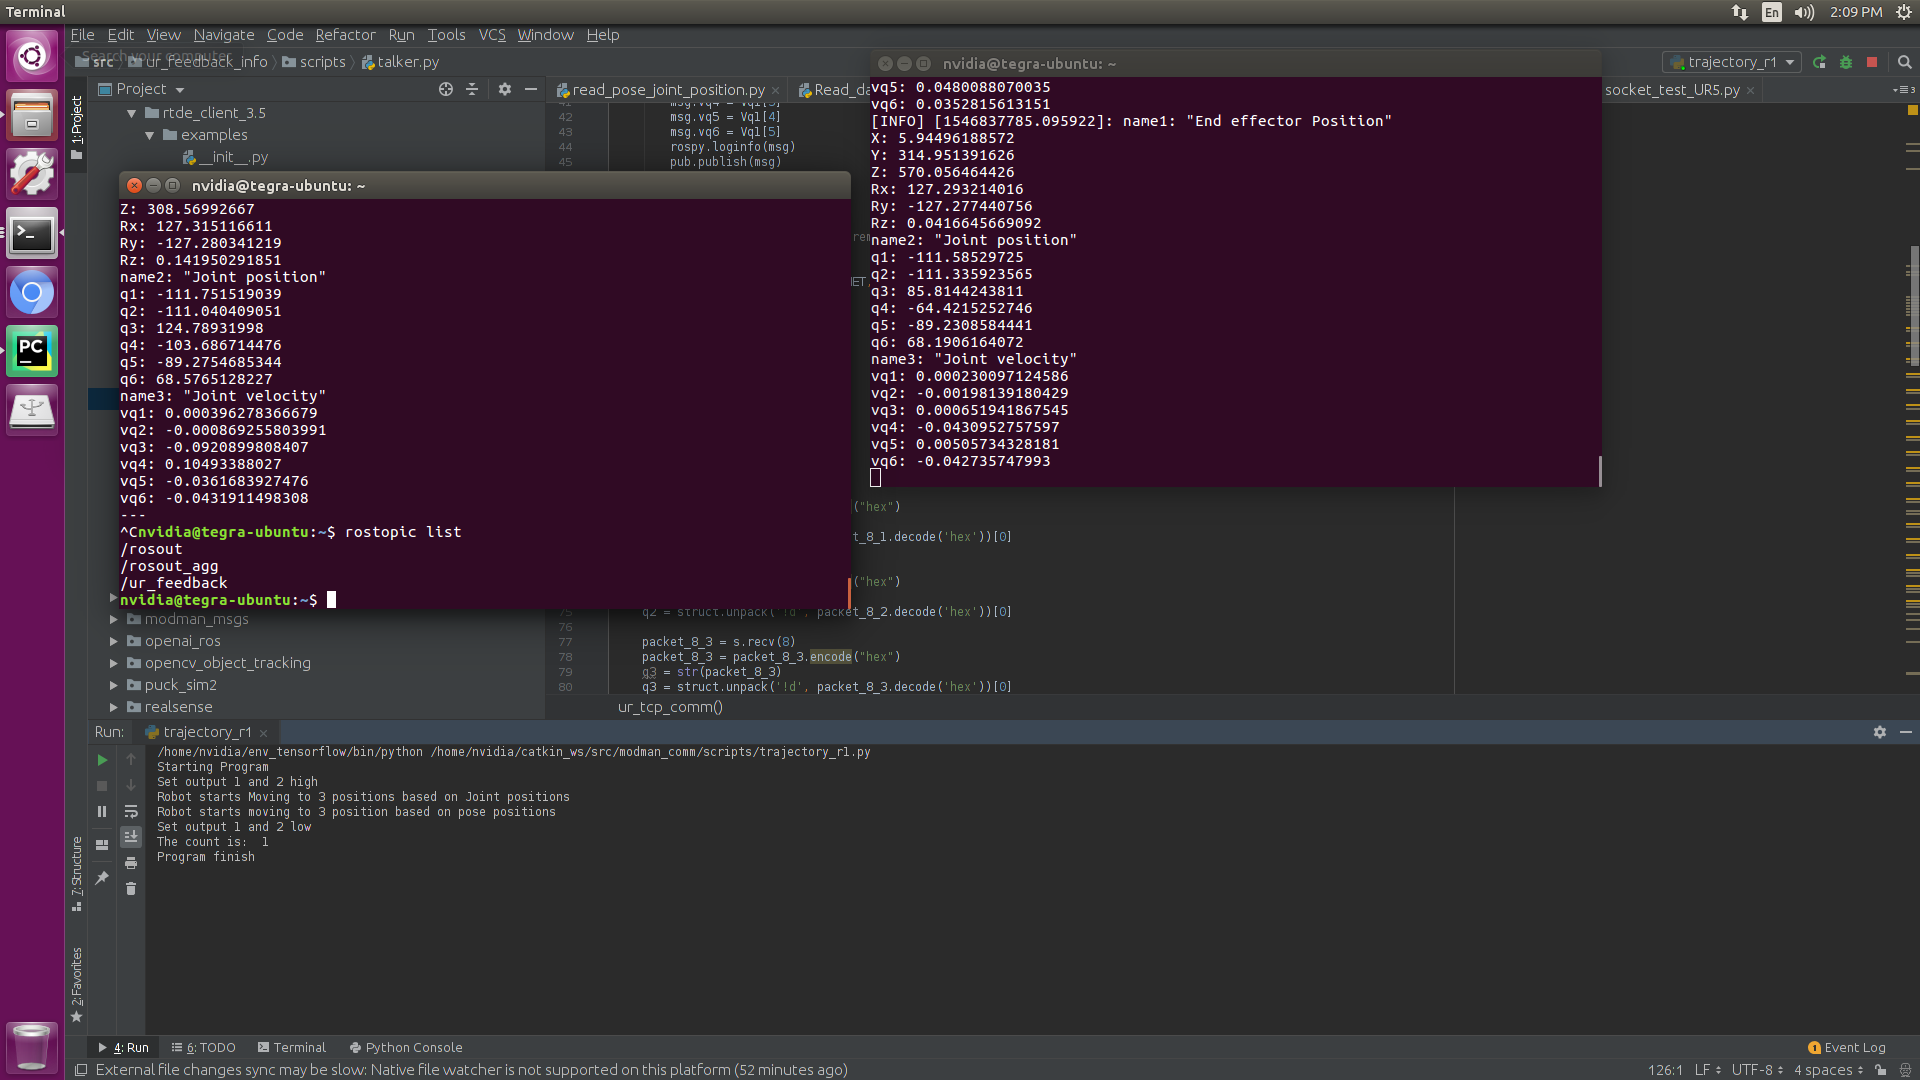 Terminal
En
2:09 PM
File Edit View Navigate Code Refactor Run Tools VCS Window Help
Search your computer
src ur_feedback_info scripts talker.py
trajectory_r1
Project
read_pose_joint_position.py
socket_test_UR5.py
1: Project
rtde_client_3.5
examples
__init__.py
42 msg.vq5 = Vql[4]
43 msg.vq6 = Vql[5]
44 rospy.loginfo(msg)
45 pub.publish(msg)
nvidia@tegra-ubuntu: ~
Z: 308.56992667
Rx: 127.315116611
Ry: -127.280341219
Rz: 0.141950291851
name2: "Joint position"
q1: -111.751519039
q2: -111.040409051
q3: 124.78931998
q4: -103.686714476
q5: -89.2754685344
q6: 68.5765128227
name3: "Joint velocity"
vq1: 0.000396278366679
vq2: -0.000869255803991
vq3: -0.0920899808407
vq4: 0.10493388027
vq5: -0.0361683927476
vq6: -0.0431911498308
---
^Cnvidia@tegra-ubuntu:~$ rostopic list
/rosout
/rosout_agg
/ur_feedback
nvidia@tegra-ubuntu:~$
nvidia@tegra-ubuntu: ~
vq5: 0.0480088070035
vq6: 0.0352815613151
[INFO] [1546837785.095922]: name1: "End effector Position"
X: 5.94496188572
Y: 314.951391626
Z: 570.056464426
Rx: 127.293214016
Ry: -127.277440756
Rz: 0.0416645669092
name2: "Joint position"
q1: -111.58529725
q2: -111.335923565
q3: 85.8144243811
q4: -64.4215252746
q5: -89.2308584441
q6: 68.1906164072
name3: "Joint velocity"
vq1: 0.000230097124586
vq2: -0.00198139180429
vq3: 0.000651941867545
vq4: -0.0430952757597
vq5: 0.00505734328181
vq6: -0.042735747993
("hex")
t_8_1.decode('hex'))[0]
("hex")
75 q2 = struct.unpack('!d', packet_8_2.decode('hex'))[0]
76
77 packet_8_3 = s.recv(8)
78 packet_8_3 = packet_8_3.encode("hex")
79 q3 = str(packet_8_3)
80 q3 = struct.unpack('!d', packet_8_3.decode('hex'))[0]
ur_tcp_comm()
modman_msgs
openai_ros
opencv_object_tracking
puck_sim2
realsense
Run: trajectory_r1
/home/nvidia/env_tensorflow/bin/python /home/nvidia/catkin_ws/src/modman_comm/scripts/trajectory_r1.py
Starting Program
Set output 1 and 2 high
Robot starts Moving to 3 positions based on Joint positions
Robot starts moving to 3 position based on pose positions
Set output 1 and 2 low
The count is: 1
Program finish
7: Structure
2: Favorites
4: Run 6: TODO Terminal Python Console
1 Event Log
External file changes sync may be slow: Native file watcher is not supported on this platform (52 minutes ago)
126:1 LF UTF-8 4 spaces